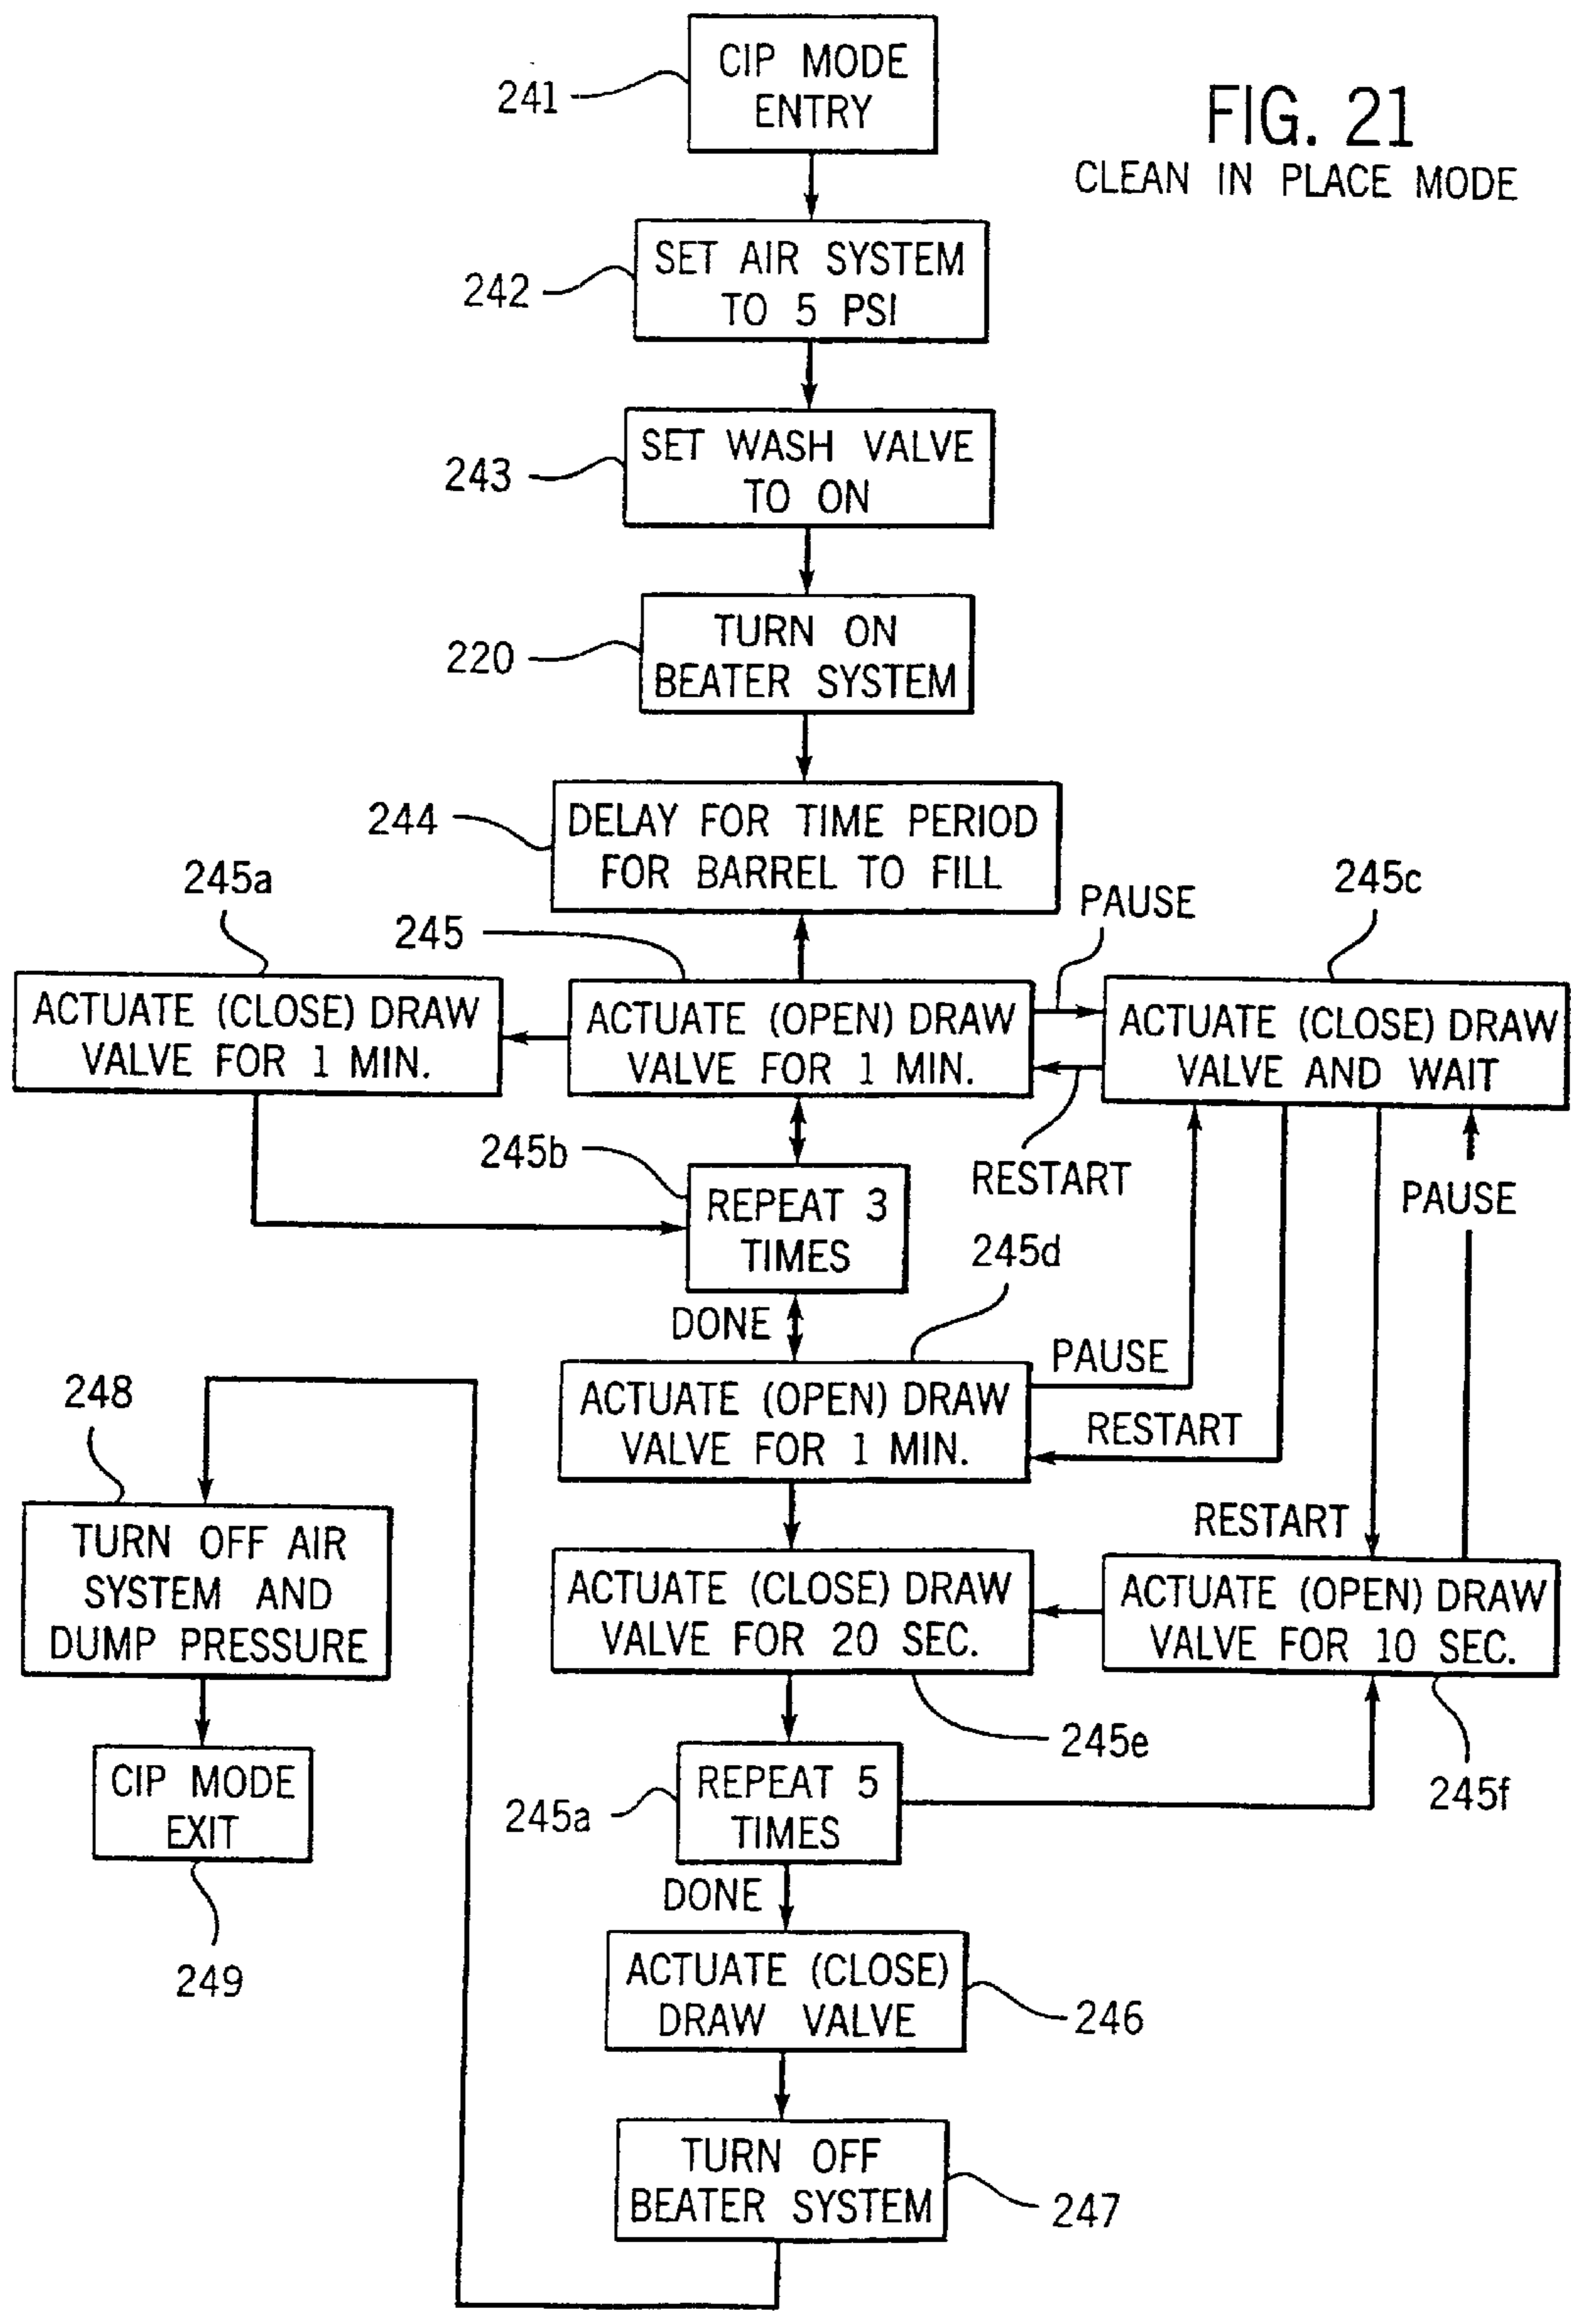 CIP MODE
ENTRY
241
FIG. 21
CLEAN IN PLACE MODE
SET AIR SYSTEM
TO 5 PSI
242
SET WASH VALVE
TO ON
243
TURN ON
BEATER SYSTEM
220
DELAY FOR TIME PERIOD
FOR BARREL TO FILL
244
245a
245
PAUSE
245c
ACTUATE (CLOSE) DRAW
VALVE FOR 1 MIN.
ACTUATE (OPEN) DRAW
VALVE FOR 1 MIN.
ACTUATE (CLOSE) DRAW
VALVE AND WAIT
245b
RESTART
PAUSE
REPEAT 3
TIMES
245d
DONE
PAUSE
ACTUATE (OPEN) DRAW
VALVE FOR 1 MIN.
RESTART
248
TURN OFF AIR
SYSTEM AND
DUMP PRESSURE
RESTART
ACTUATE (CLOSE) DRAW
VALVE FOR 20 SEC.
ACTUATE (OPEN) DRAW
VALVE FOR 10 SEC.
245e
245f
CIP MODE
EXIT
249
REPEAT 5
TIMES
245a
DONE
ACTUATE (CLOSE)
DRAW VALVE
246
TURN OFF
BEATER SYSTEM
247